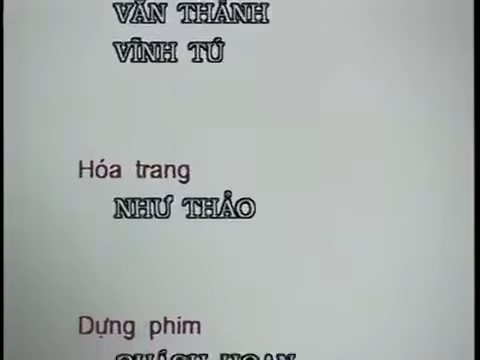 VĂN THÀNH
VĨNH TÚ
Hóa trang
NHƯ THẢO
Dựng phim